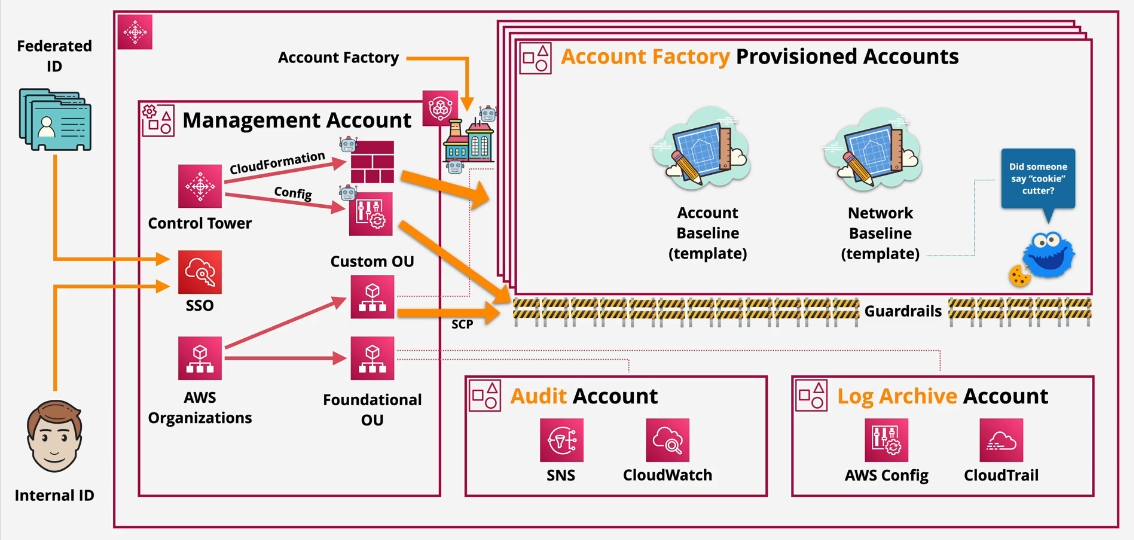 Federated
ID
Account Factory
Account Factory Provisioned Accounts
Management Account
CloudFormation
Config
Control Tower
Custom OU
SSO
SCP
AWS
Organizations
Foundational
OU
Internal ID
Account
Baseline
(template)
Network
Baseline
(template)
Did someone
say “cookie”
cutter?
Guardrails
Audit Account
SNS
CloudWatch
Log Archive Account
AWS Config
CloudTrail